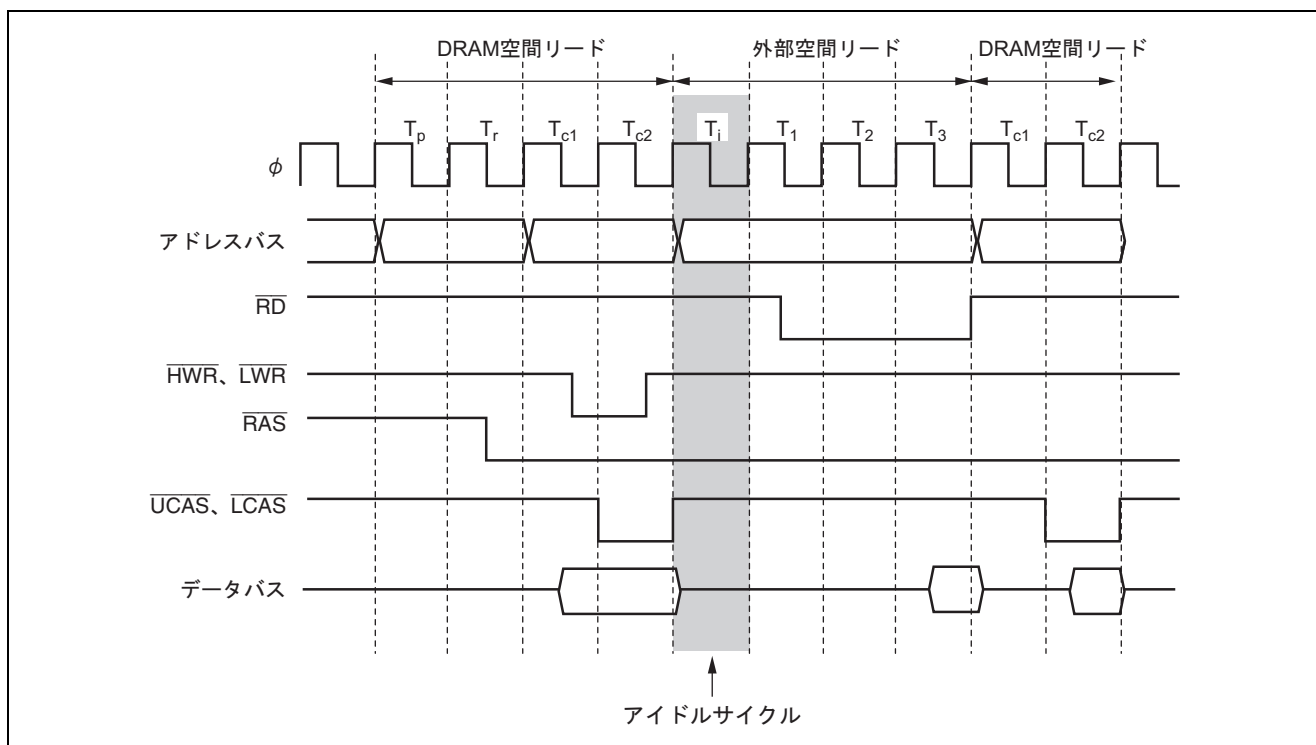 DRAM空間リード 外部空間リード DRAM空間リード
Tp Tr Tc1 Tc2 Ti T1 T2 T3 Tc1 Tc2
φ
アドレスバス
RD
HWR、LWR
RAS
UCAS、LCAS
データバス
アイドルサイクル